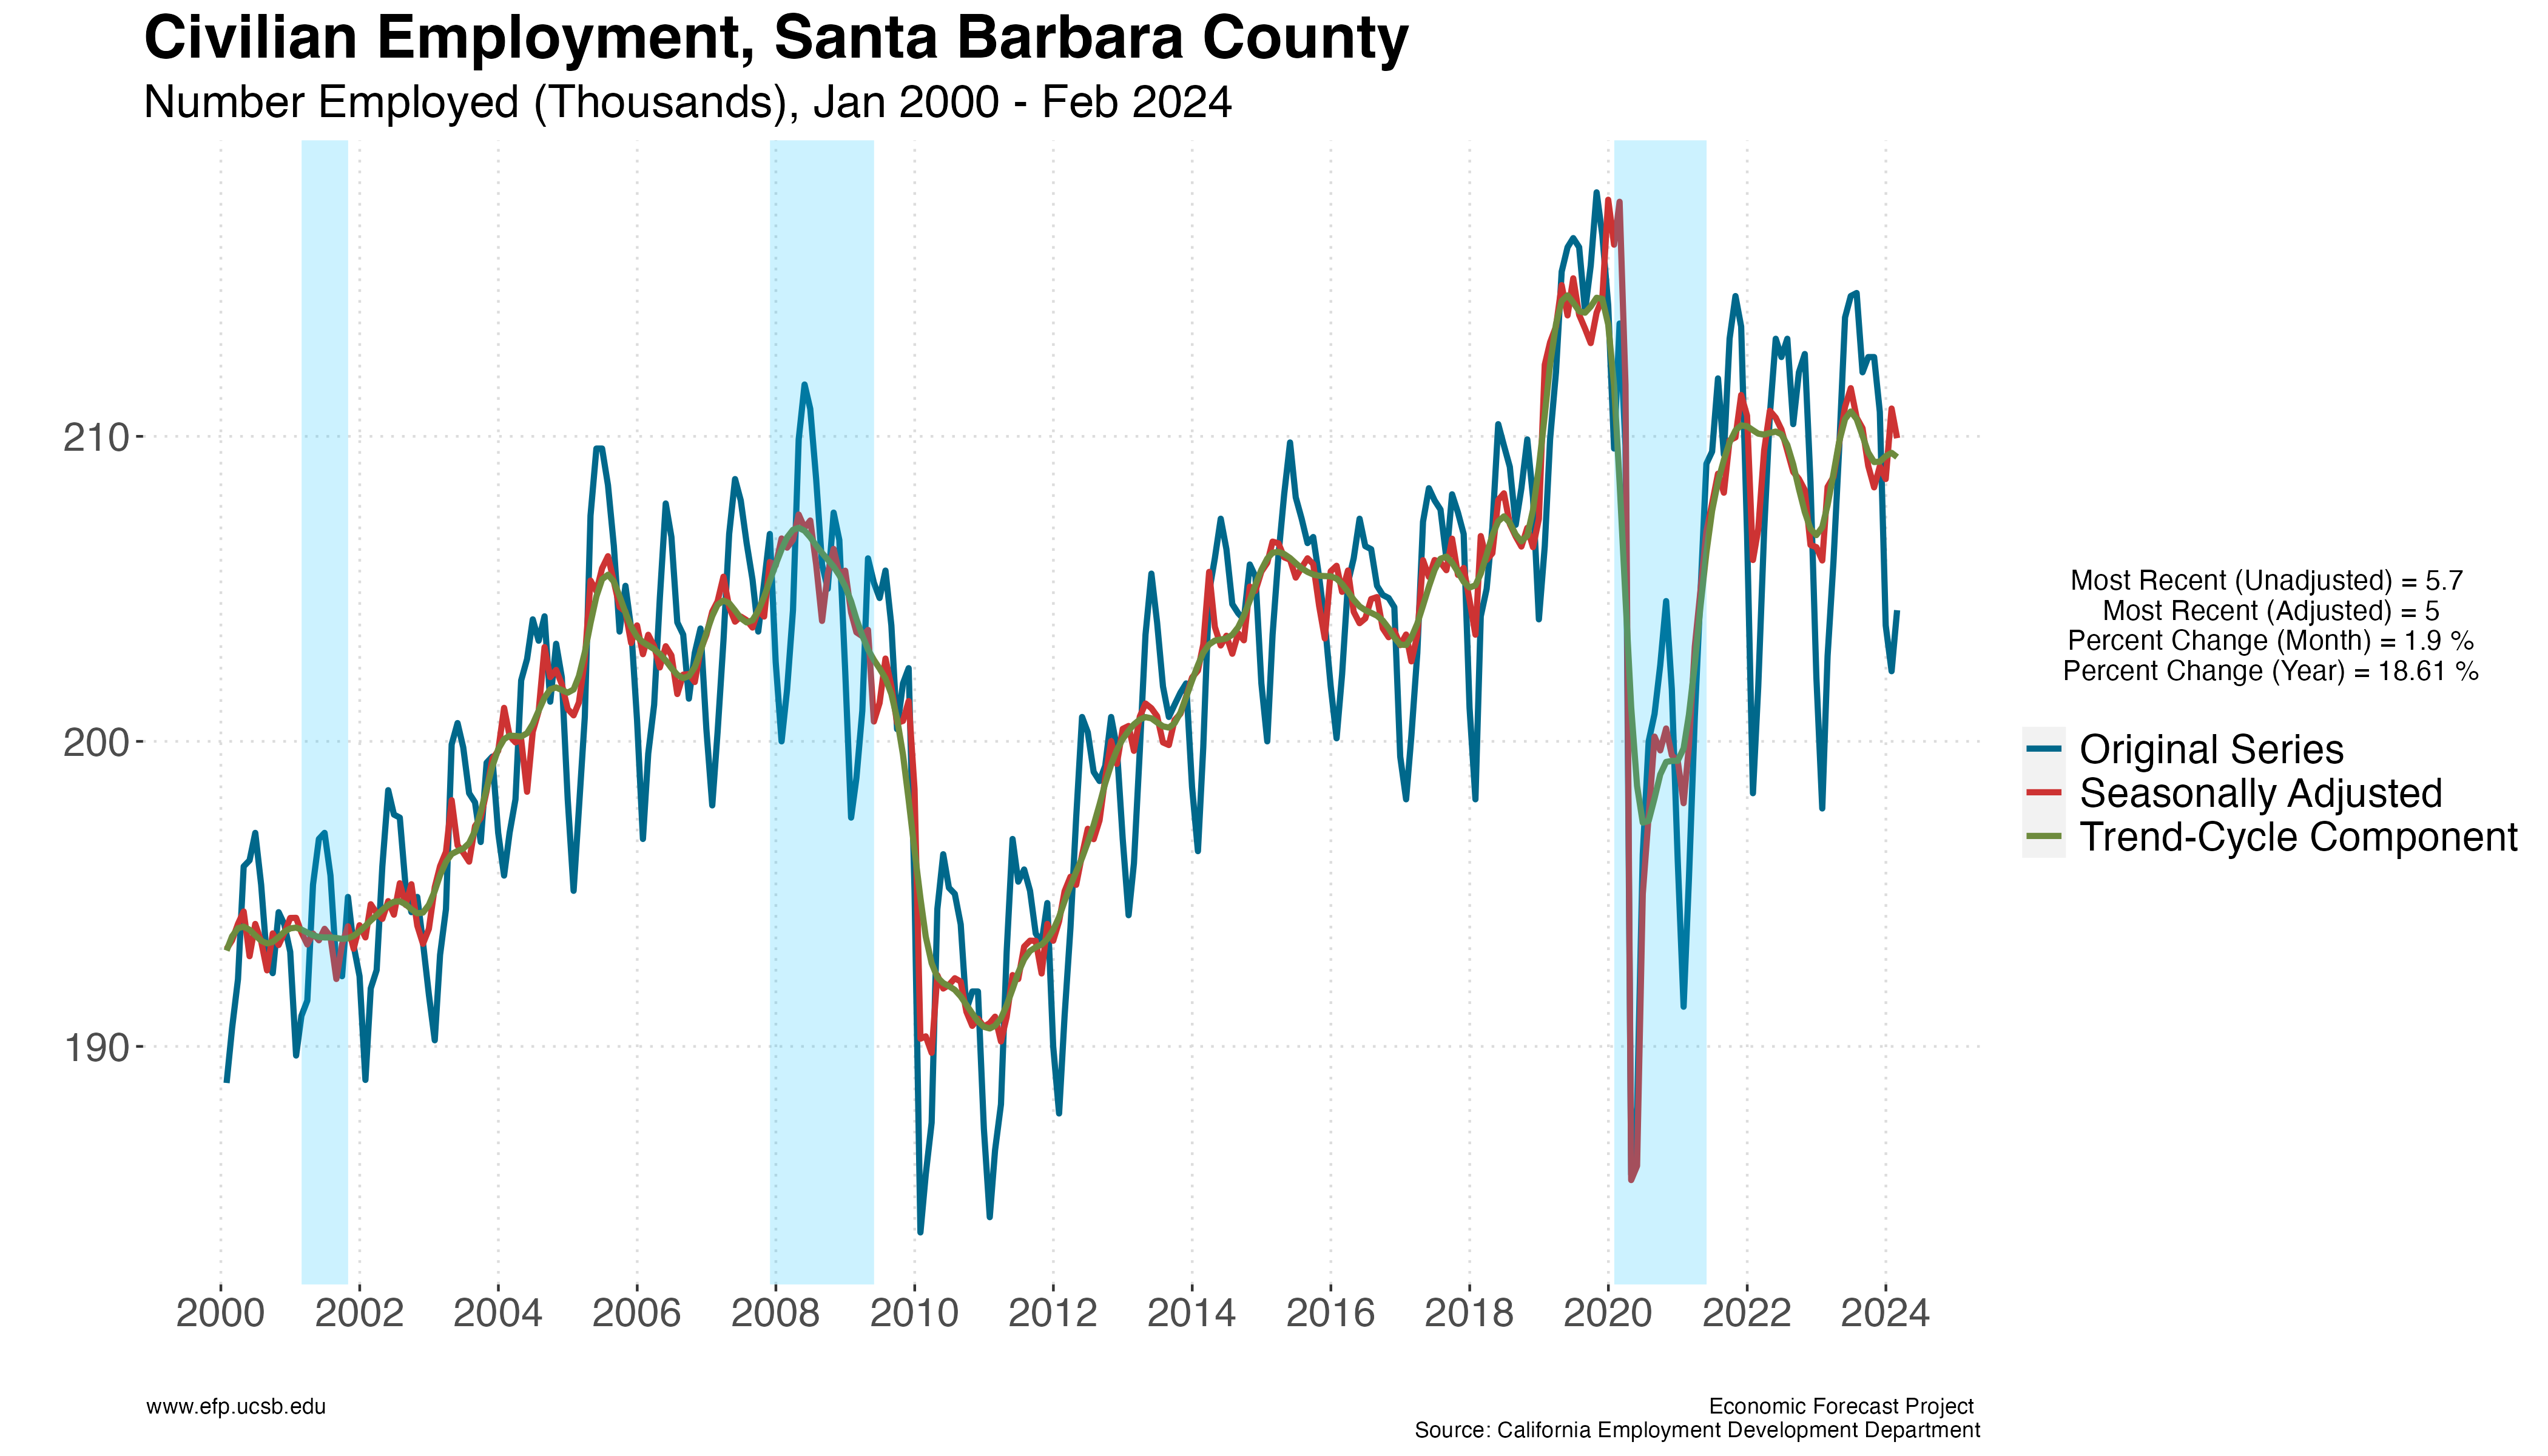 Civilian Employment, Santa Barbara County
Number Employed (Thousands), Jan 2000 - Feb 2024
210
200
190
2000 2002 2004 2006 2008 2010 2012 2014 2016 2018 2020 2022 2024
Most Recent (Unadjusted) = 5.7
Most Recent (Adjusted) = 5
Percent Change (Month) = 1.9 %
Percent Change (Year) = 18.61 %
Original Series
Seasonally Adjusted
Trend-Cycle Component
www.efp.ucsb.edu
Economic Forecast Project
Source: California Employment Development Department